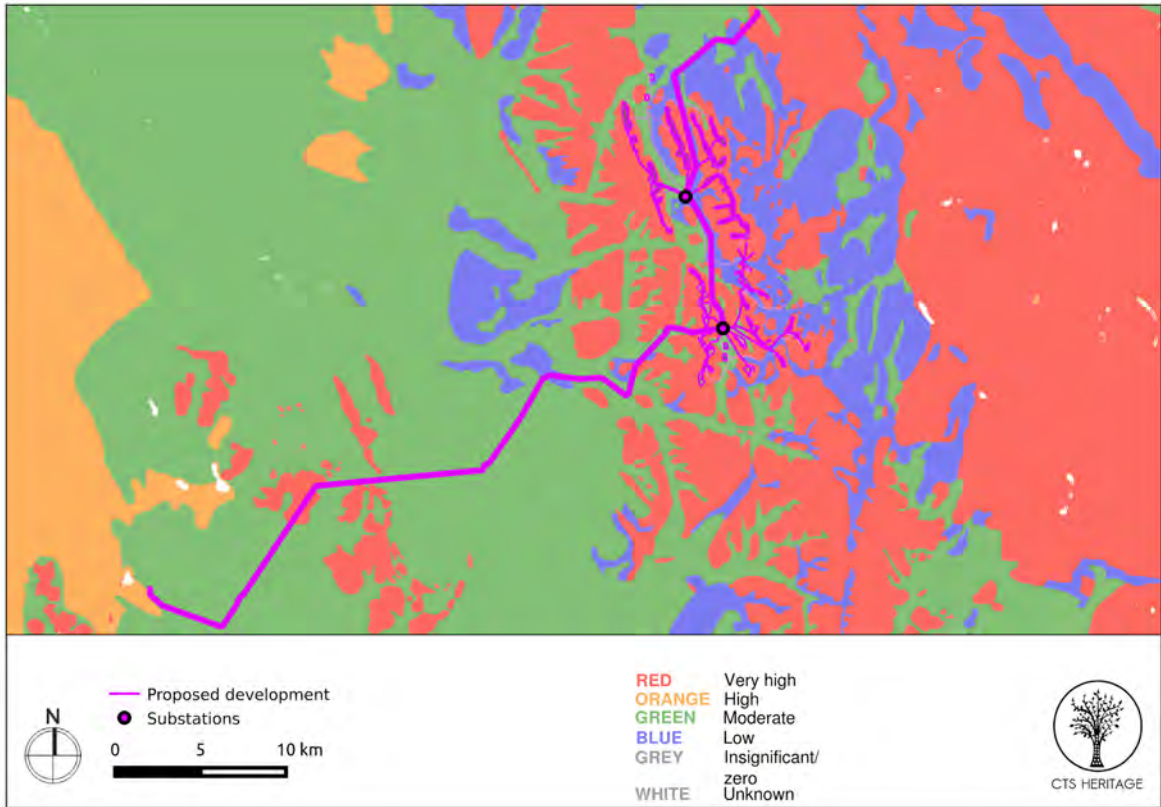 Proposed development
Substations
N
0 5 10 km
RED Very high
ORANGE High
GREEN Moderate
BLUE Low
GREY Insignificant/
zero
WHITE Unknown
CTS HERITAGE